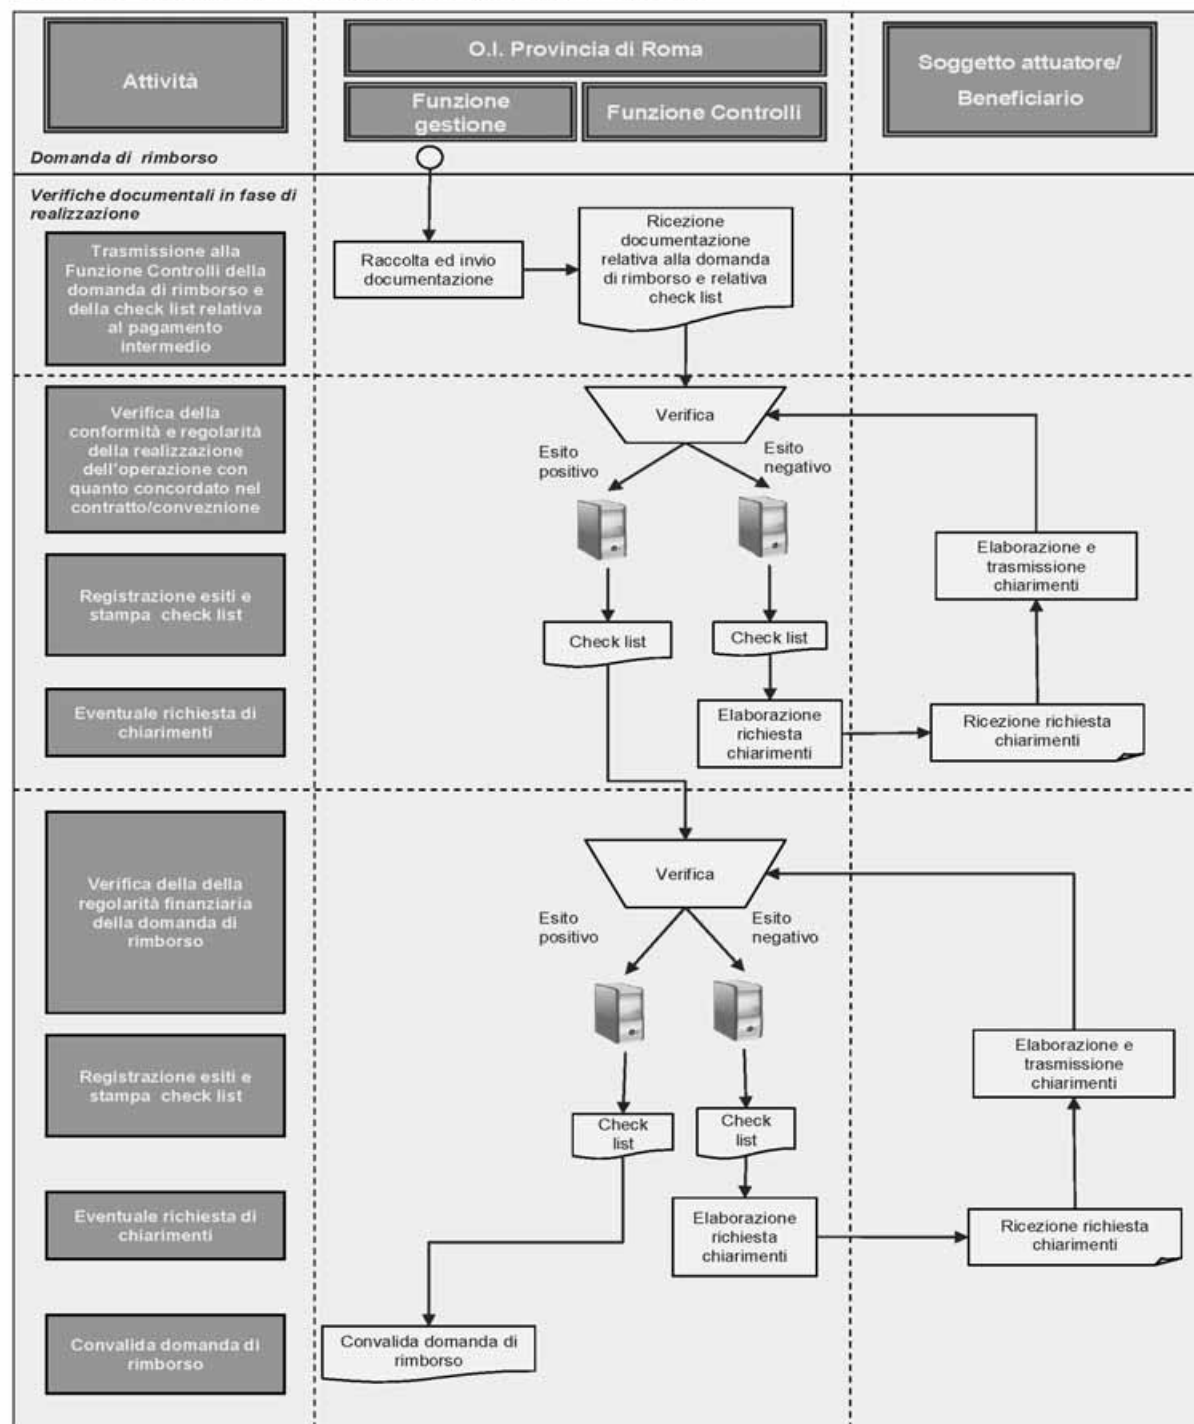 Attività
O.I. Provincia di Roma
Funzione
gestione
Funzione Controlli
Soggetto attuatore/
Beneficiario
Domanda di rimborso
Verifiche documentali in fase di
realizzazione
Trasmissione alla
Funzione Controlli della
domanda di rimborso e
della check list relativa
al pagamento
intermedio
Raccolta ed invio
documentazione
Ricezione
documentazione
relativa alla domanda
di rimborso e relativa
check list
Verifica della
conformità e regolarità
della realizzazione
dell'operazione con
quanto concordato nel
contratto/conveznione
Verifica
Esito
positivo
Esito
negativo
Elaborazione e
trasmissione
chiarimenti
Registrazione esiti e
stampa check list
Check list
Check list
Eventuale richiesta di
chiarimenti
Elaborazione
richiesta
chiarimenti
Ricezione richiesta
chiarimenti
Verifica della della
regolarità finanziaria
della domanda di
rimborso
Verifica
Esito
positivo
Esito
negativo
Elaborazione e
trasmissione
chiarimenti
Registrazione esiti e
stampa check list
Check
list
Check
list
Eventuale richiesta di
chiarimenti
Elaborazione
richiesta
chiarimenti
Ricezione richiesta
chiarimenti
Convalida domanda di
rimborso
Convalida domanda di
rimborso